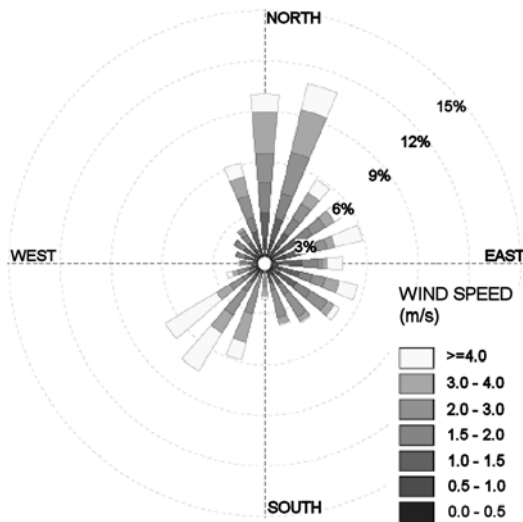 NORTH
15%
12%
9%
6%
3%
WEST
EAST
WIND SPEED
(m/s)
>=4.0
3.0 - 4.0
2.0 - 3.0
1.5 - 2.0
1.0 - 1.5
0.5 - 1.0
0.0 - 0.5
SOUTH